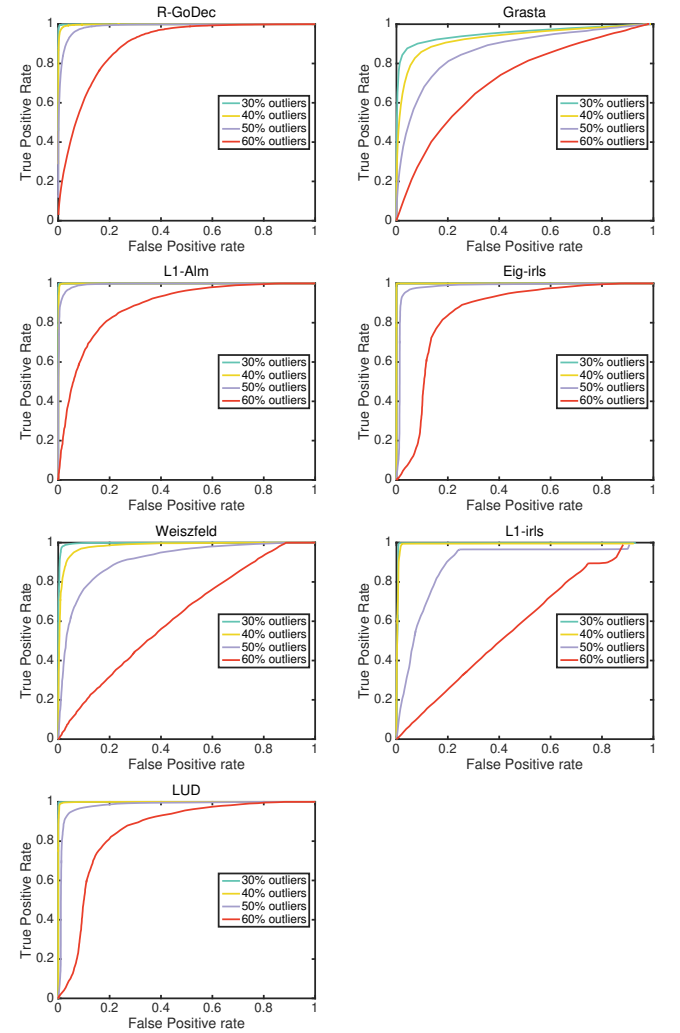 R-GoDec
True Positive Rate
1
0.8
0.6
0.4
0.2
0
30% outliers
40% outliers
50% outliers
60% outliers
0 0.2 0.4 0.6 0.8 1
False Positive rate
Grasta
True Positive Rate
1
0.8
0.6
0.4
0.2
0
30% outliers
40% outliers
50% outliers
60% outliers
0 0.2 0.4 0.6 0.8 1
False Positive rate
L1-Alm
True Positive Rate
1
0.8
0.6
0.4
0.2
0
30% outliers
40% outliers
50% outliers
60% outliers
0 0.2 0.4 0.6 0.8 1
False Positive rate
Eig-irls
True Positive Rate
1
0.8
0.6
0.4
0.2
0
30% outliers
40% outliers
50% outliers
60% outliers
0 0.2 0.4 0.6 0.8 1
False Positive rate
Weiszfeld
True Positive Rate
1
0.8
0.6
0.4
0.2
0
30% outliers
40% outliers
50% outliers
60% outliers
0 0.2 0.4 0.6 0.8 1
False Positive rate
L1-irls
True Positive Rate
1
0.8
0.6
0.4
0.2
0
30% outliers
40% outliers
50% outliers
60% outliers
0 0.2 0.4 0.6 0.8 1
False Positive rate
LUD
True Positive Rate
1
0.8
0.6
0.4
0.2
0
30% outliers
40% outliers
50% outliers
60% outliers
0 0.2 0.4 0.6 0.8 1
False Positive rate